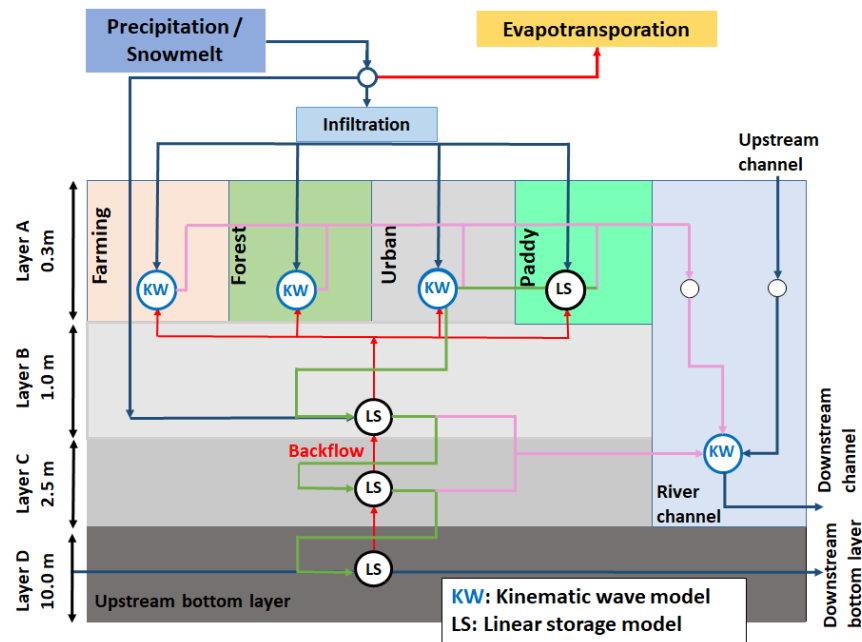 Precipitation /
Snowmelt
Evapotransporation
Infiltration
Upstream
channel
Layer A
0.3m
Farming
Forest
Urban
Paddy
KW
KW
KW
LS
Layer B
1.0 m
LS
Backflow
KW
Layer C
2.5 m
LS
River
channel
Downstream
channel
Layer D
10.0 m
LS
Upstream bottom layer
Downstream
bottom layer
KW: Kinematic wave model
LS: Linear storage model